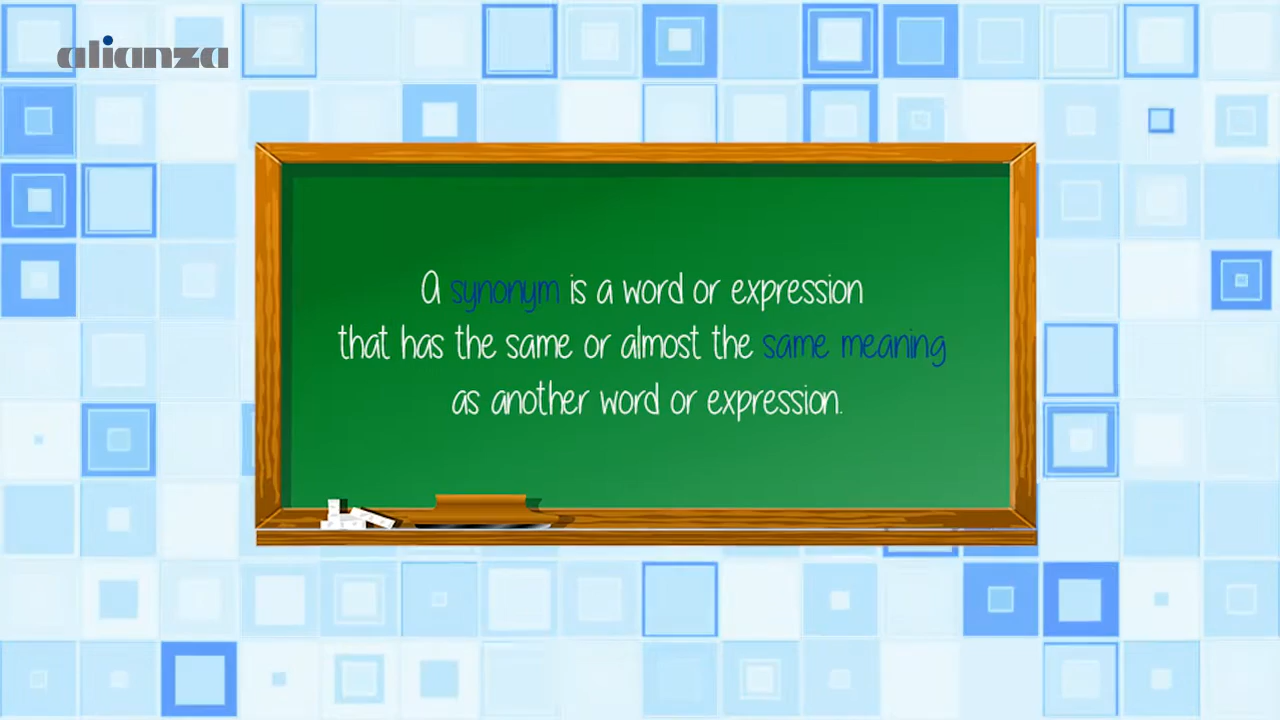 alianza
A synonym is a word or expression
that has the same or almost the same meaning
as another word or expression.